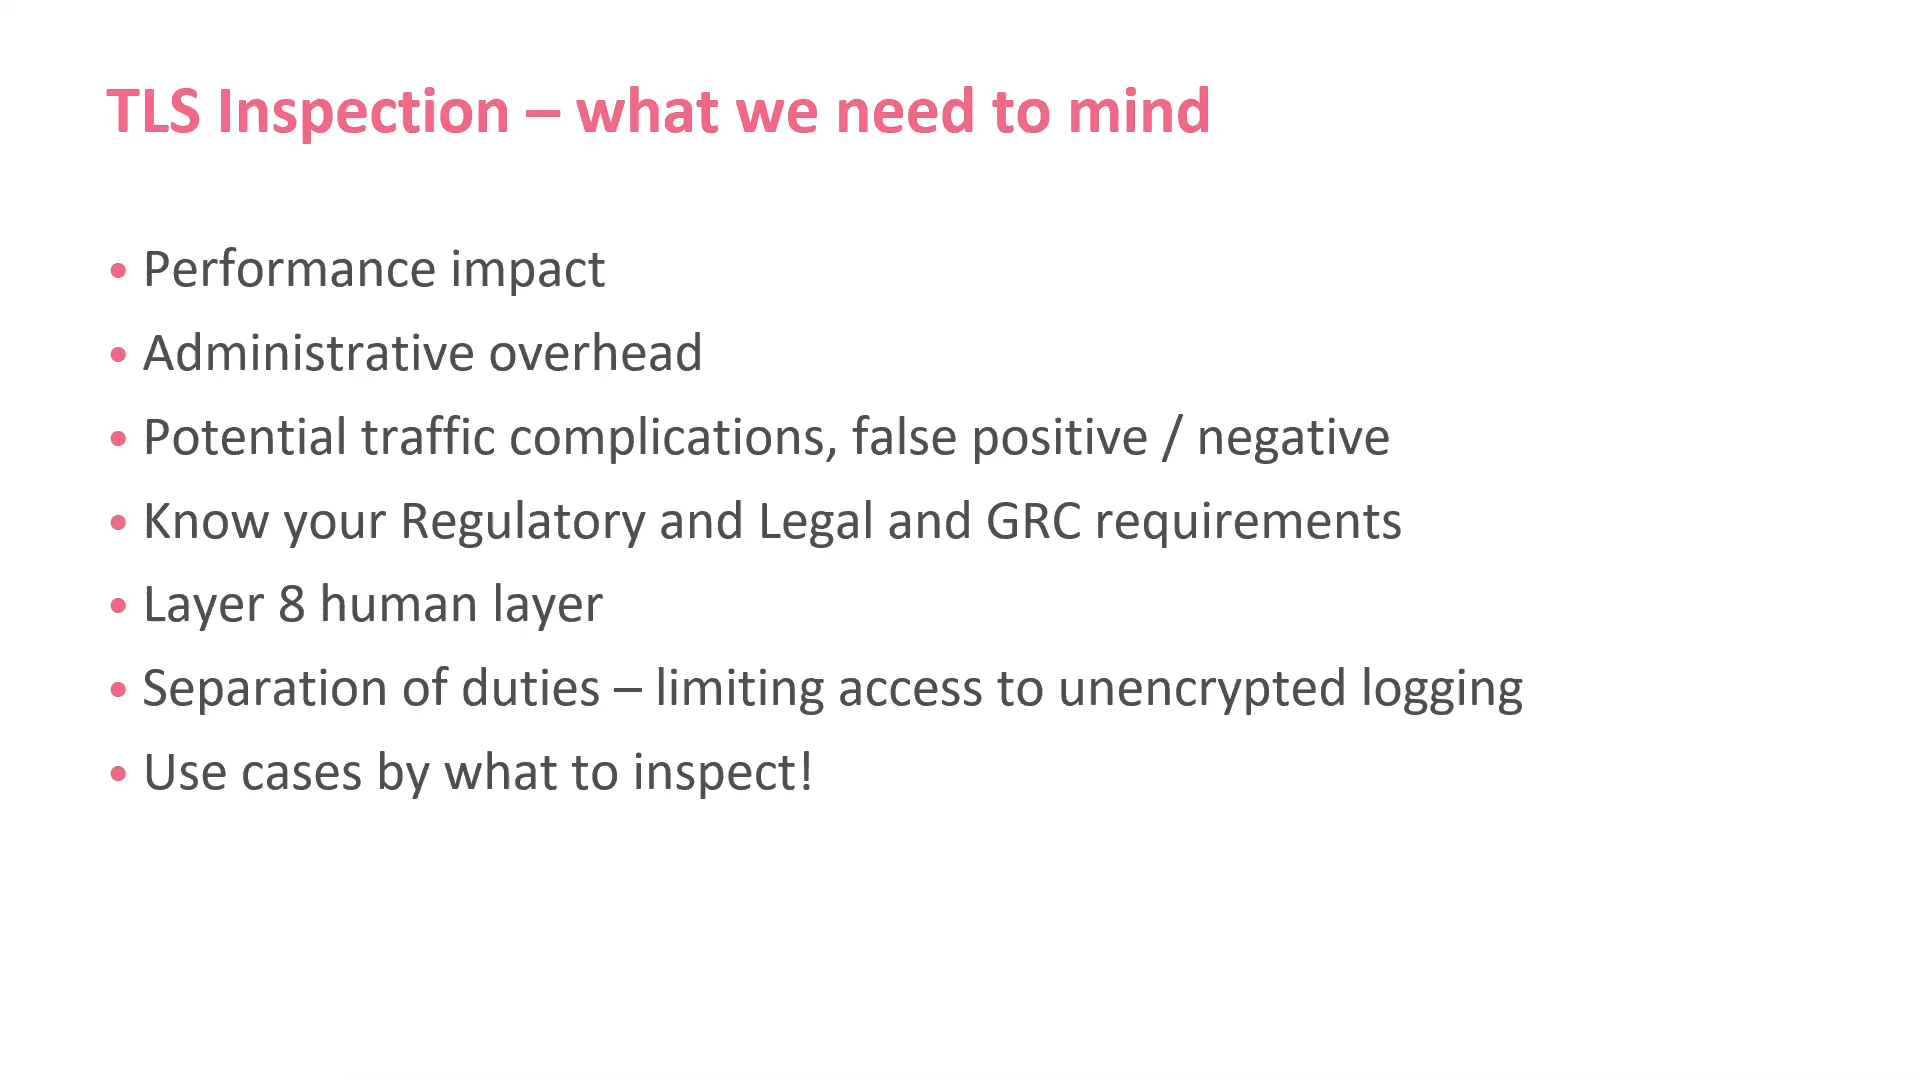 TLS Inspection – what we need to mind
• Performance impact
• Administrative overhead
• Potential traffic complications, false positive / negative
• Know your Regulatory and Legal and GRC requirements
• Layer 8 human layer
• Separation of duties – limiting access to unencrypted logging
• Use cases by what to inspect!